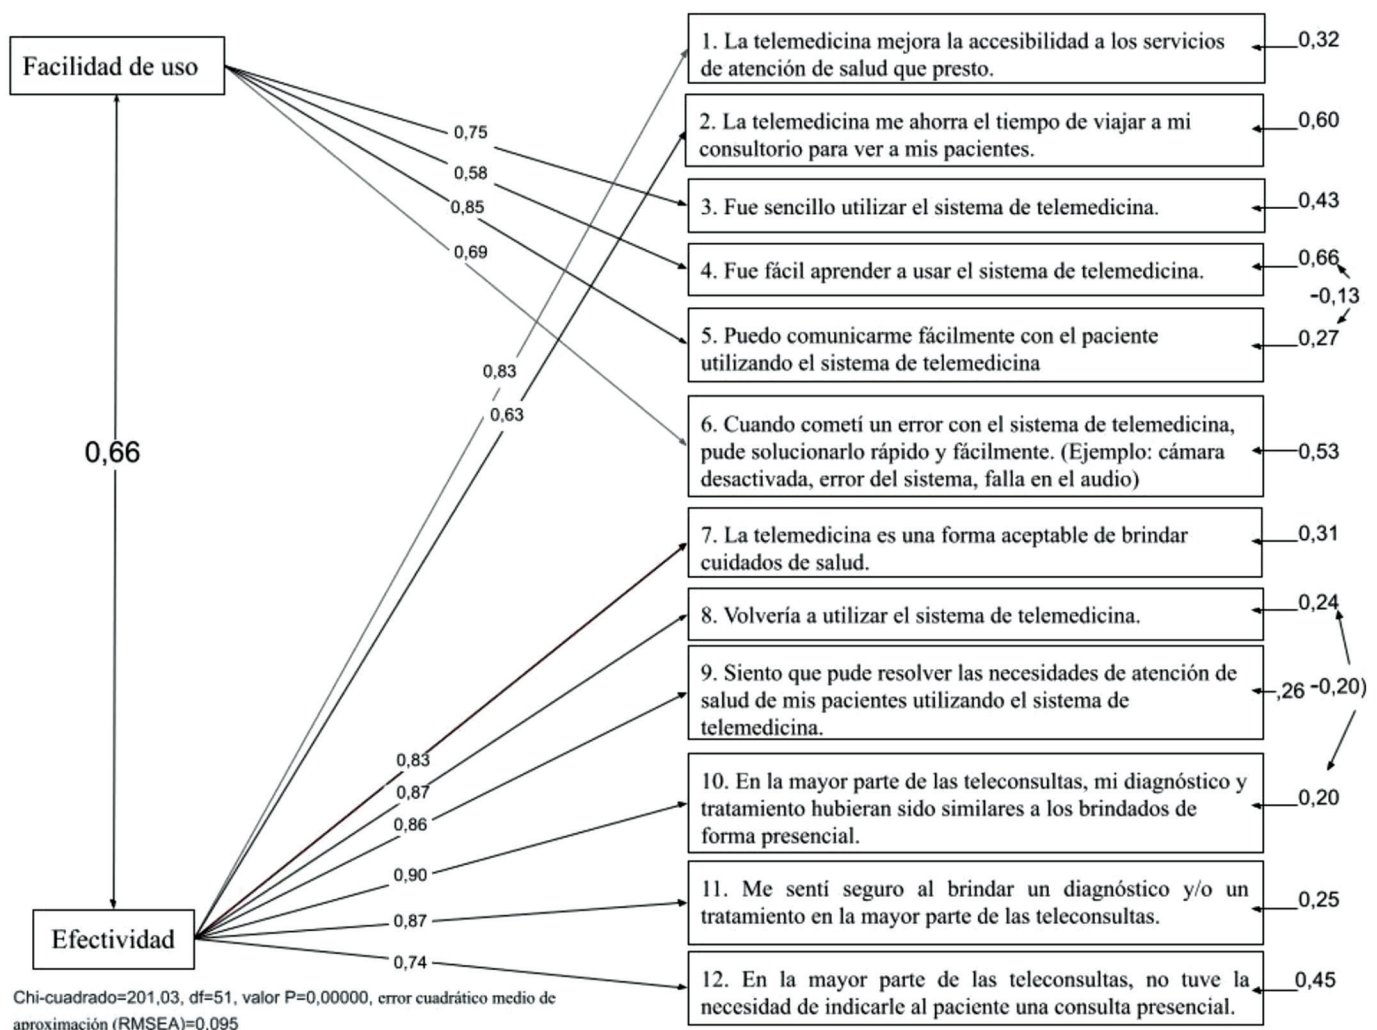 Facilidad de uso
0,66
Efectividad
0,75
0,58
0,85
0,69
0,83
0,63
0,83
0,87
0,86
0,90
0,87
0,74
1. La telemedicina mejora la accesibilidad a los servicios
de atención de salud que presto.
0,32
2. La telemedicina me ahorra el tiempo de viajar a mi
consultorio para ver a mis pacientes.
0,60
3. Fue sencillo utilizar el sistema de telemedicina.
0,43
4. Fue fácil aprender a usar el sistema de telemedicina.
0,66
−0,13
5. Puedo comunicarme fácilmente con el paciente
utilizando el sistema de telemedicina
0,27
6. Cuando cometí un error con el sistema de telemedicina,
pude solucionarlo rápido y fácilmente. (Ejemplo: cámara
desactivada, error del sistema, falla en el audio)
0,53
7. La telemedicina es una forma aceptable de brindar
cuidados de salud.
0,31
8. Volvería a utilizar el sistema de telemedicina.
0,24
9. Siento que pude resolver las necesidades de atención de
salud de mis pacientes utilizando el sistema de
telemedicina.
,26 −0,20)
10. En la mayor parte de las teleconsultas, mi diagnóstico y
tratamiento hubieran sido similares a los brindados de
forma presencial.
0,20
11. Me sentí seguro al brindar un diagnóstico y/o un
tratamiento en la mayor parte de las teleconsultas.
0,25
12. En la mayor parte de las teleconsultas, no tuve la
necesidad de indicarle al paciente una consulta presencial.
0,45
Chi-cuadrado=201,03, df=51, valor P=0,00000, error cuadrático medio de
aproximación (RMSEA)=0,095